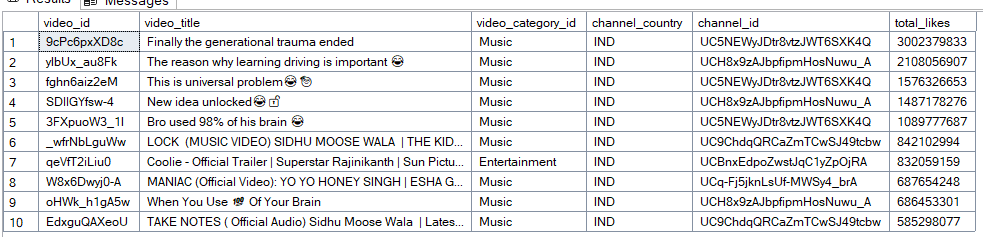 Results Messages
video_id video_title video_category_id channel_country channel_id total_likes
1 9cPc6pxXD8c Finally the generational trauma ended Music IND UC5NEWyJDtr8vtzJWT6SXK4Q 3002379833
2 ylbUx_au8Fk The reason why learning driving is important 😂 Music IND UCH8x9zAJbpfipmHosNuwu_A 2108056907
3 fghn6aiz2eM This is universal problem😂 Music IND UC5NEWyJDtr8vtzJWT6SXK4Q 1576326653
4 SDIlGYfsw-4 New idea unlocked😂🔓 Music IND UCH8x9zAJbpfipmHosNuwu_A 1487178276
5 3FXpuoW3_1I Bro used 98% of his brain 😂 Music IND UC5NEWyJDtr8vtzJWT6SXK4Q 1089777687
6 _wfrNbLguWw LOCK (MUSIC VIDEO) SIDHU MOOSE WALA | THE KID... Music IND UC9ChdqQRCaZmTCwSJ49tcbw 842102994
7 qeVfT2iLiu0 Coolie - Official Trailer | Superstar Rajinikanth | Sun Pictu... Entertainment IND UCBnxEdpoZwstJqC1yZpOjRA 832059159
8 W8x6Dwyj0-A MANIAC (Official Video): YO YO HONEY SINGH | ESHA G... Music IND UCq-Fj5jknLsUf-MWSy4_brA 687654248
9 oHWk_h1gA5w When You Use Of Your Brain Music IND UCH8x9zAJbpfipmHosNuwu_A 686453301
10 EdxguQAXeoU TAKE NOTES ( Official Audio) Sidhu Moose Wala | Lates... Music IND UC9ChdqQRCaZmTCwSJ49tcbw 585298077